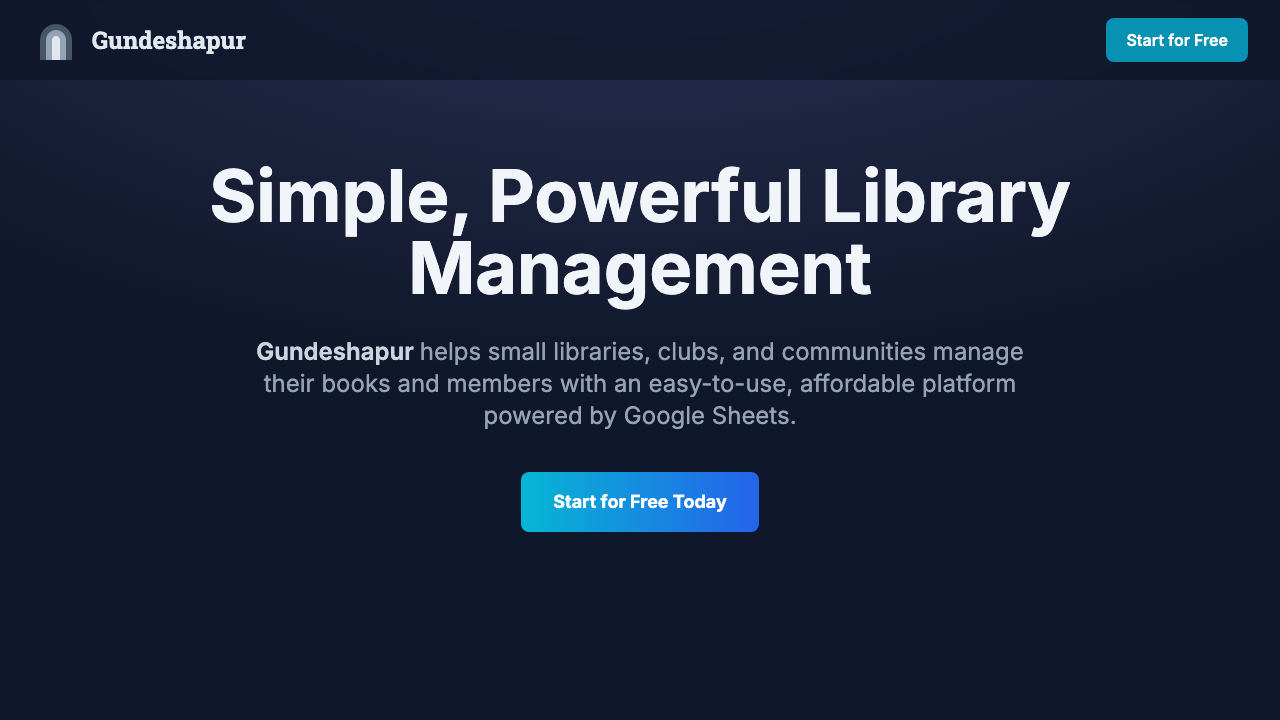 Gundeshapur
Start for Free
Simple, Powerful Library
Management
Gundeshapur helps small libraries, clubs, and communities manage
their books and members with an easy-to-use, affordable platform
powered by Google Sheets.
Start for Free Today